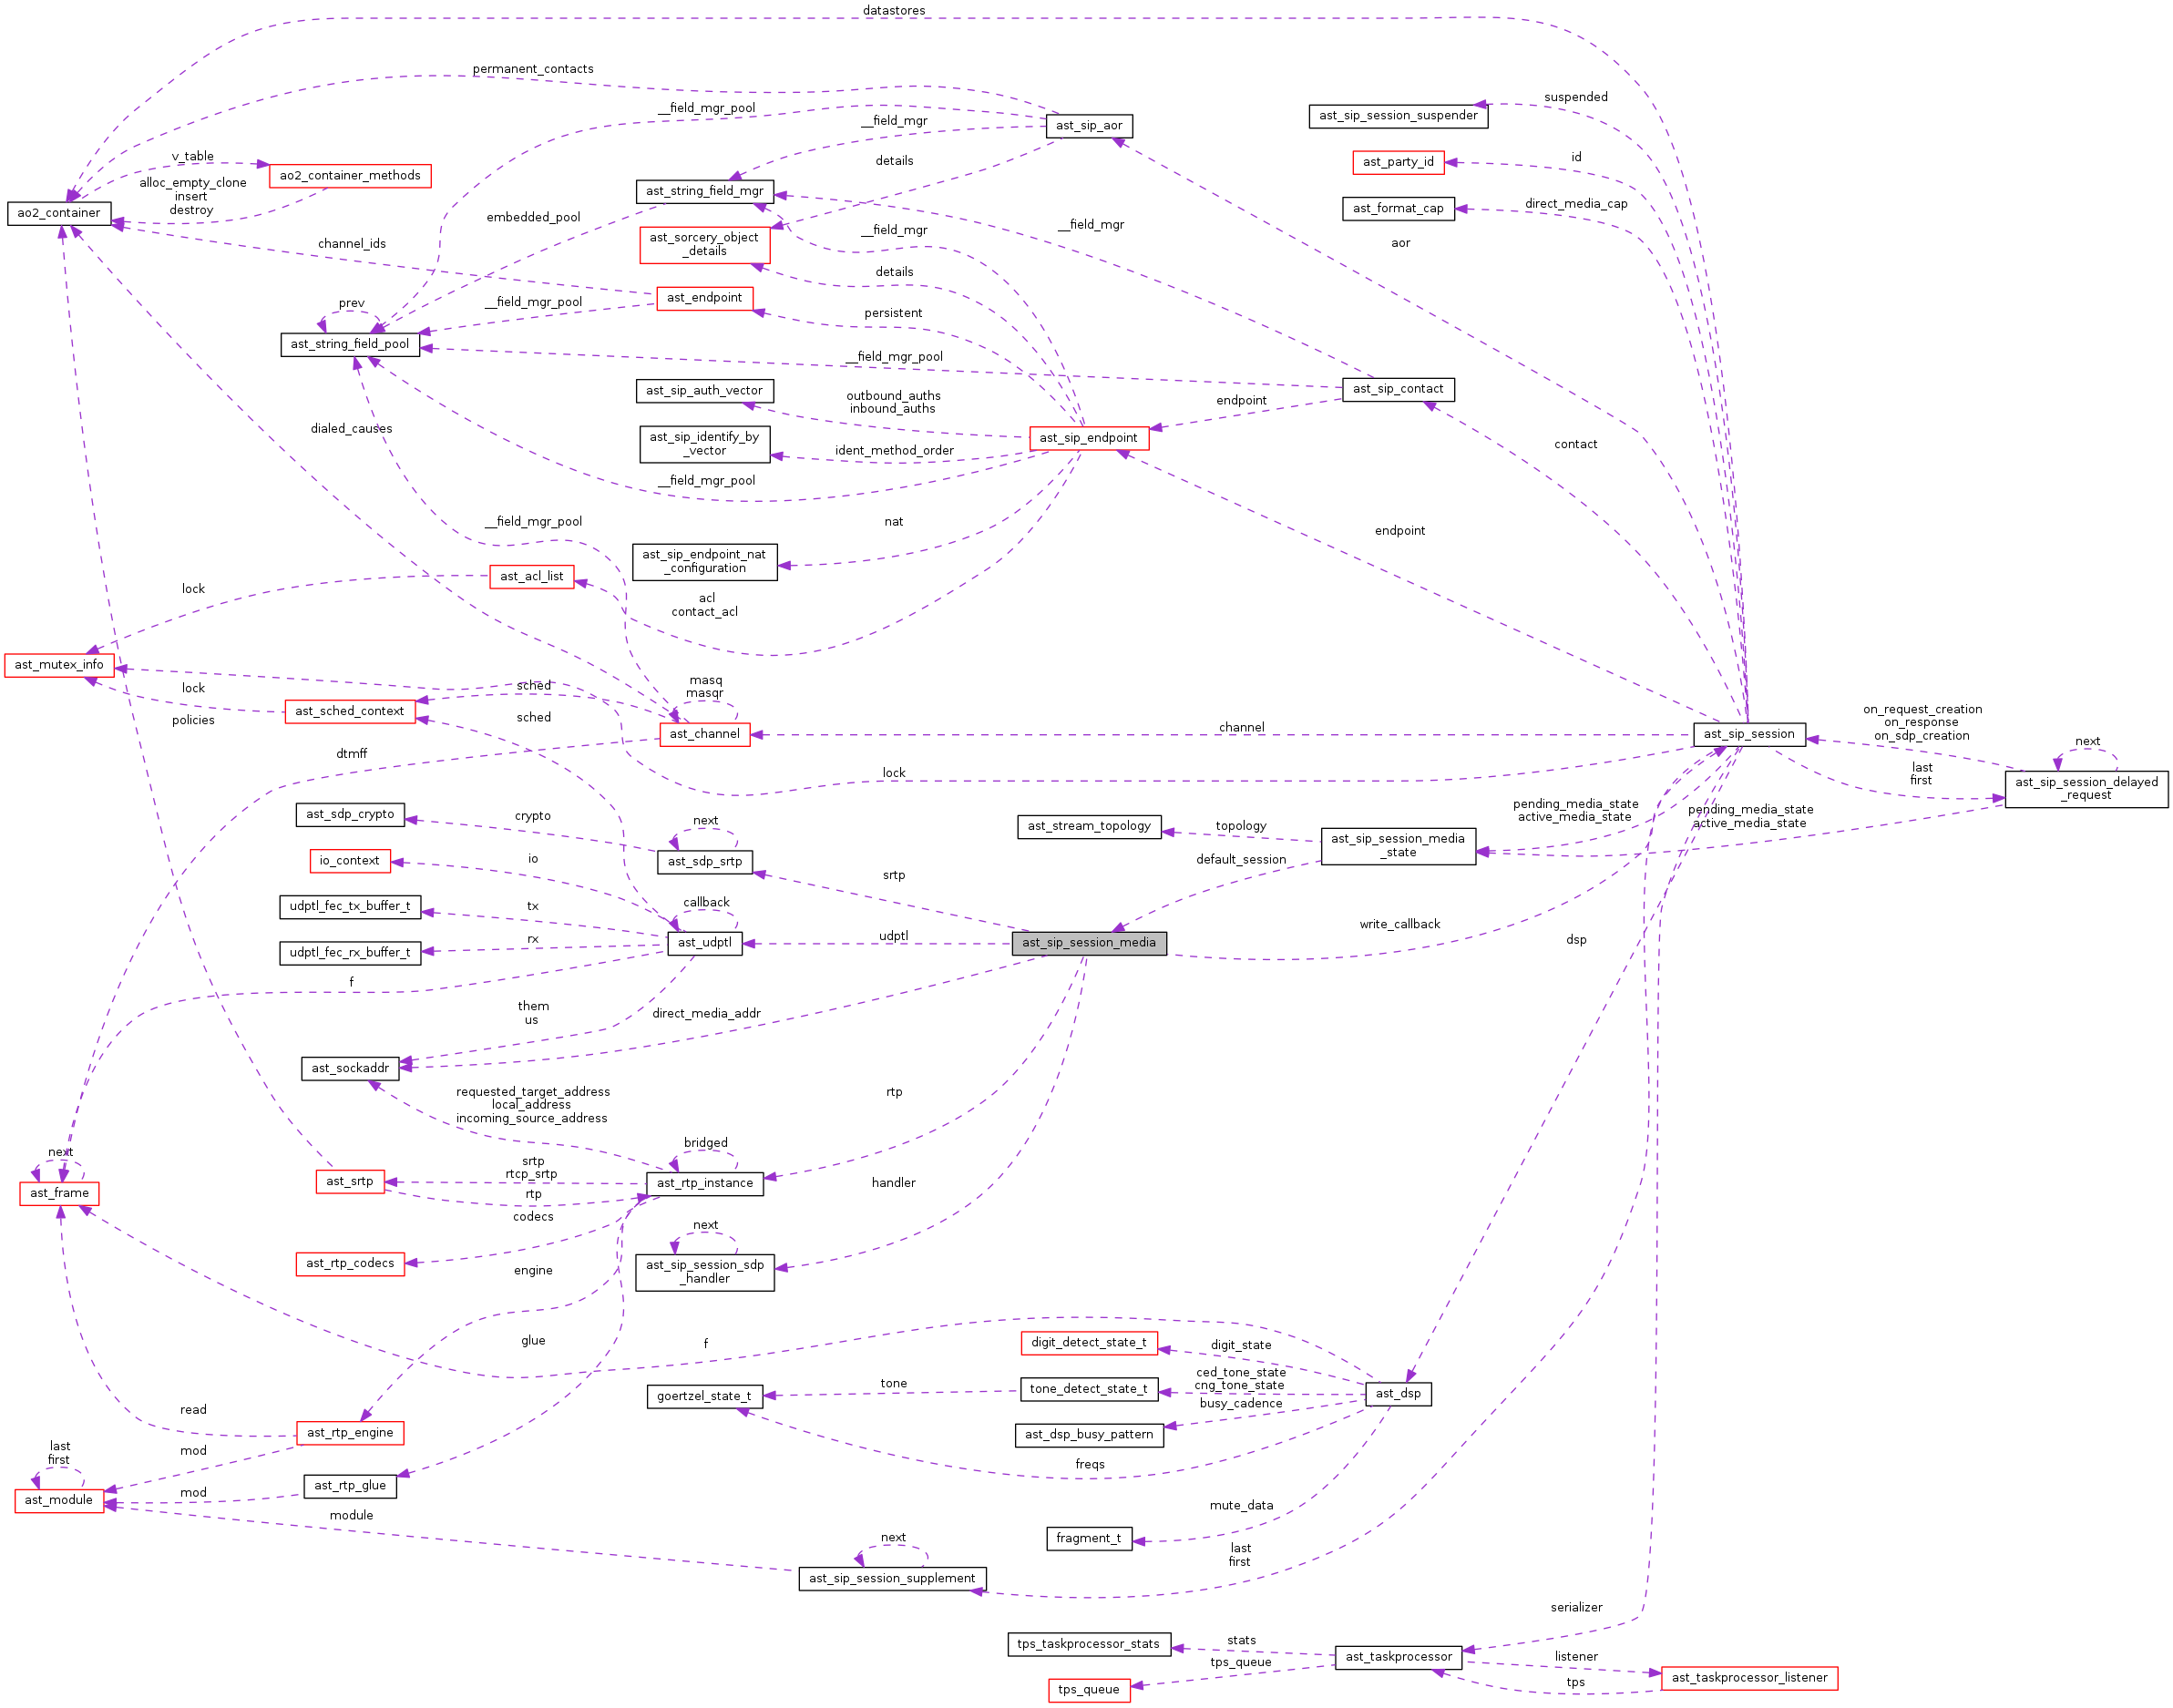 datastores
permanent_contacts
__field_mgr_pool
suspended
ast_sip_session_suspender
__field_mgr
ast_sip_aor
v_table
id
ast_party_id
details
ao2_container_methods
alloc_empty_clone
insert
destroy
ast_string_field_mgr
direct_media_cap
ast_format_cap
ao2_container
embedded_pool
__field_mgr
__field_mgr
ast_sorcery_object
_details
channel_ids
aor
details
ast_endpoint
prev
__field_mgr_pool
persistent
ast_string_field_pool
__field_mgr_pool
ast_sip_auth_vector
outbound_auths
inbound_auths
endpoint
ast_sip_contact
dialed_causes
ast_sip_identify_by
_vector
ident_method_order
ast_sip_endpoint
contact
__field_mgr_pool
__field_mgr_pool
nat
endpoint
ast_sip_endpoint_nat
_configuration
ast_acl_list
lock
acl
contact_acl
ast_mutex_info
lock
sched
masq
masqr
ast_sched_context
policies
sched
ast_channel
channel
ast_sip_session
on_request_creation
on_response
on_sdp_creation
next
dtmff
lock
last
first
ast_sip_session_delayed
_request
ast_sdp_crypto
crypto
next
ast_stream_topology
topology
pending_media_state
active_media_state
pending_media_state
active_media_state
ast_sip_session_media
_state
io_context
io
ast_sdp_srtp
srtp
default_session
udptl_fec_tx_buffer_t
tx
callback
write_callback
udptl_fec_rx_buffer_t
rx
ast_udptl
udptl
ast_sip_session_media
dsp
f
them
us
direct_media_addr
ast_sockaddr
requested_target_address
local_address
incoming_source_address
rtp
next
bridged
ast_frame
ast_srtp
srtp
rtcp_srtp
rtp
ast_rtp_instance
handler
codecs
next
ast_rtp_codecs
engine
ast_sip_session_sdp
_handler
glue
f
digit_detect_state_t
digit_state
goertzel_state_t
tone
tone_detect_state_t
ced_tone_state
cng_tone_state
busy_cadence
ast_dsp
read
ast_rtp_engine
ast_dsp_busy_pattern
last
first
mod
freqs
ast_module
mod
ast_rtp_glue
module
mute_data
fragment_t
next
last
first
ast_sip_session_supplement
serializer
tps_taskprocessor_stats
stats
ast_taskprocessor
listener
tps_queue
tps_queue
tps
ast_taskprocessor_listener